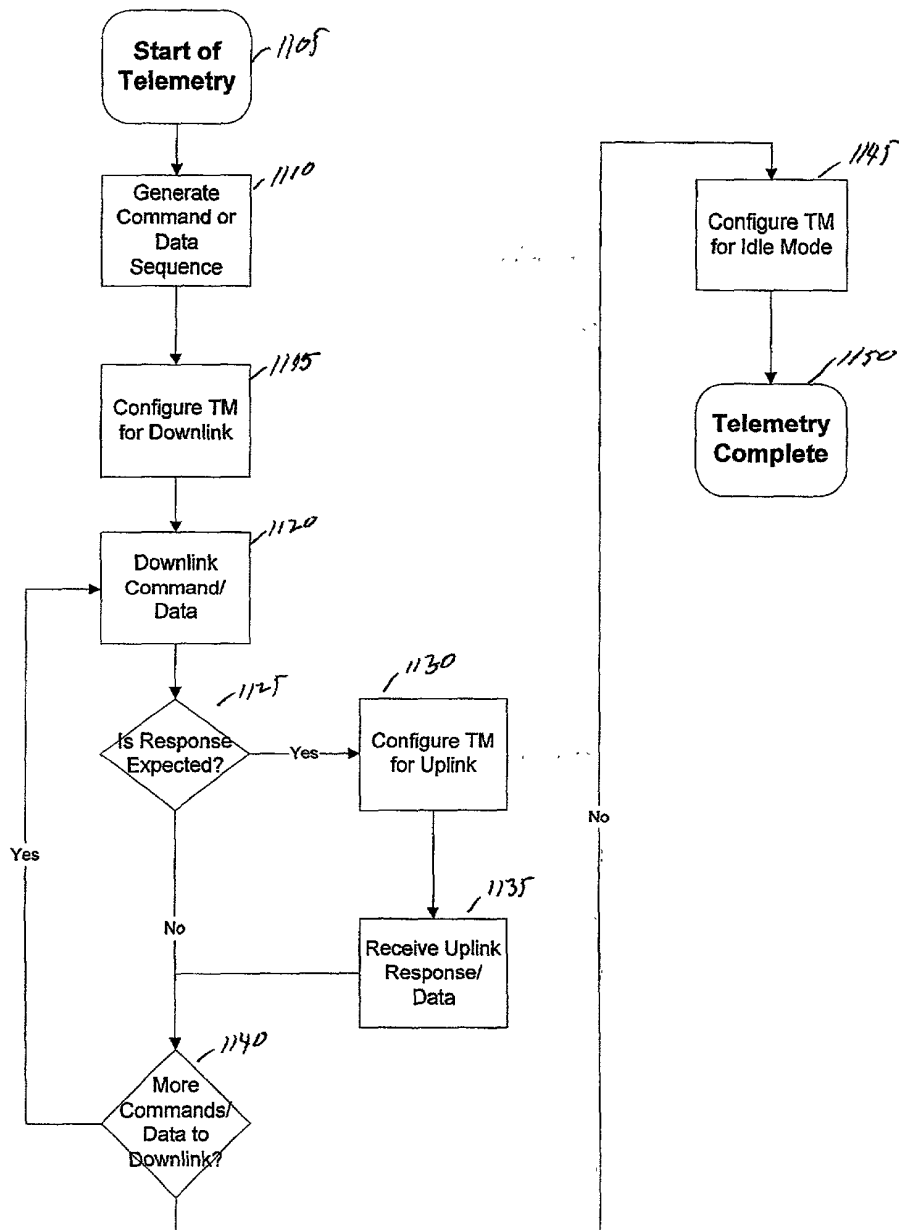 Start of
Telemetry
1105
Generate
Command or
Data
Sequence
1110
Configure TM
for Downlink
1115
Downlink
Command/
Data
1120
Is Response
Expected?
1125
Yes
Configure TM
for Uplink
1130
No
Receive Uplink
Response/
Data
1135
More
Commands/
Data to
Downlink?
1140
Yes
No
Configure TM
for Idle Mode
1145
Telemetry
Complete
1150